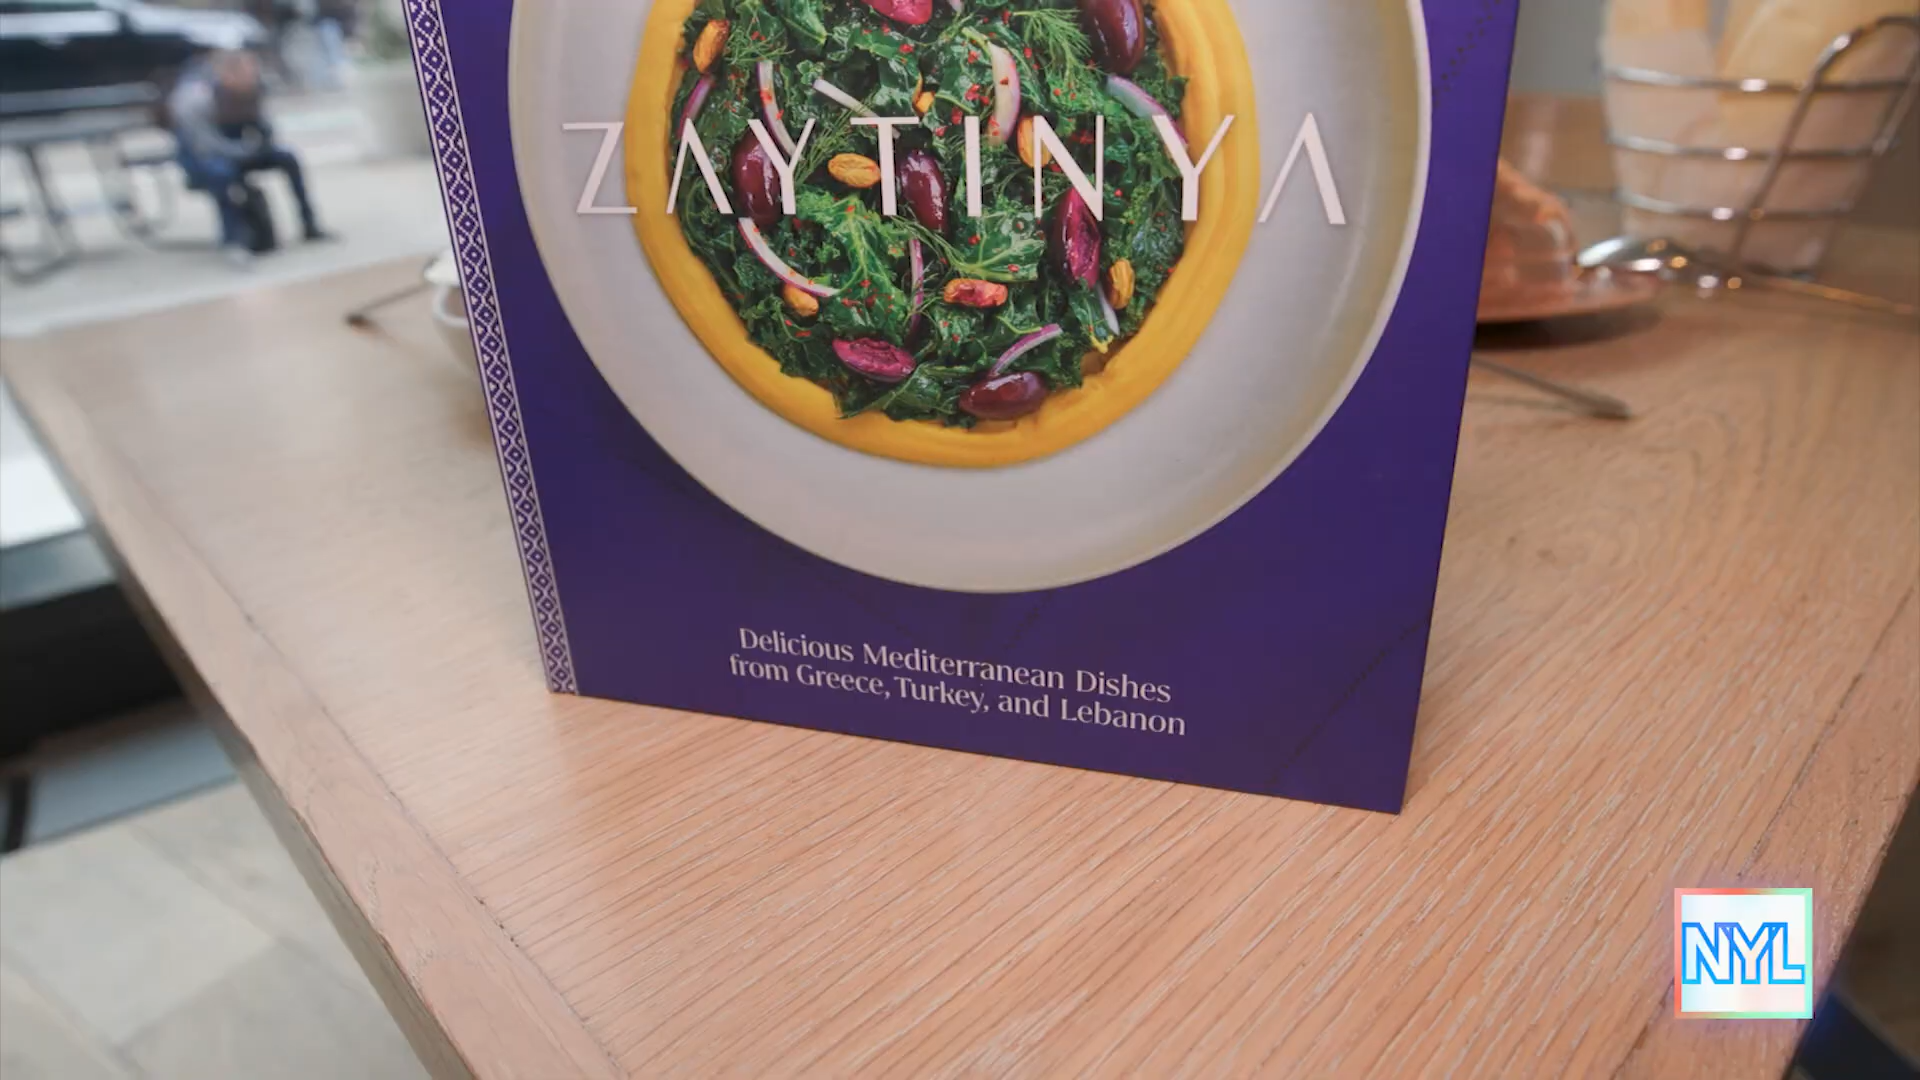 ZAYTINYA
Delicious Mediterranean Dishes
from Greece, Turkey, and Lebanon
NYL